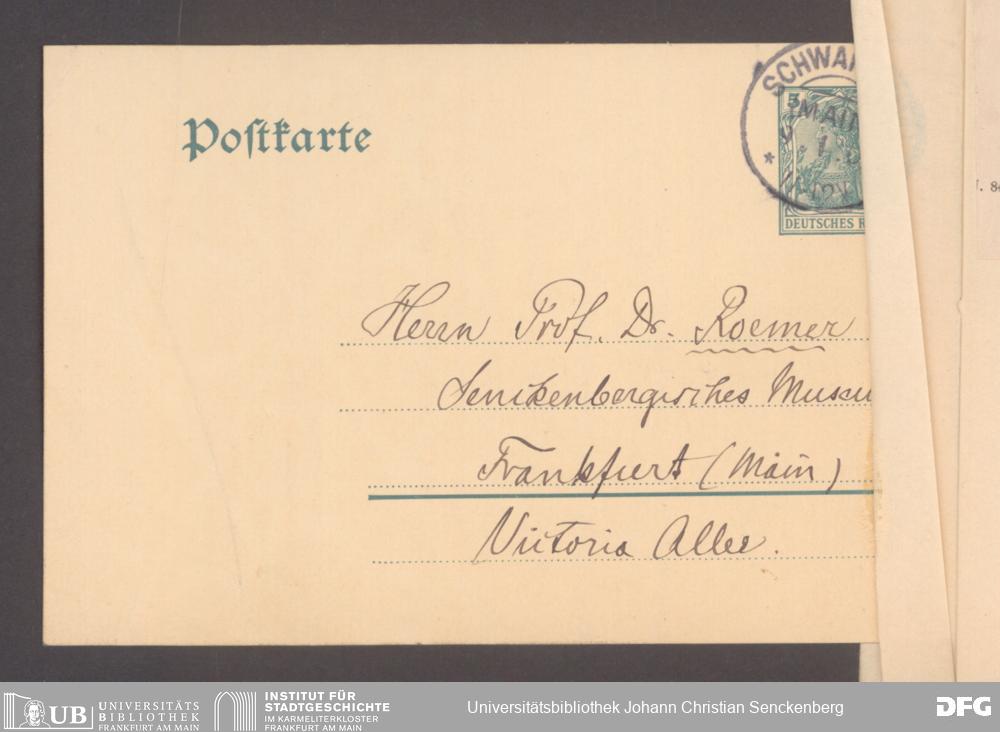 Postkarte
5
DEUTSCHES R
Herrn Prof. Dr. Roemer
Senckenbergisches Museu
Frankfurt (Main)
Victoria Allee.
UB UNIVERSITÄTS
BIBLIOTHEK
FRANKFURT AM MAIN
INSTITUT FÜR
STADTGESCHICHTE
IM KARMELITERKLOSTER
FRANKFURT AM MAIN
Universitätsbibliothek Johann Christian Senckenberg
DFG